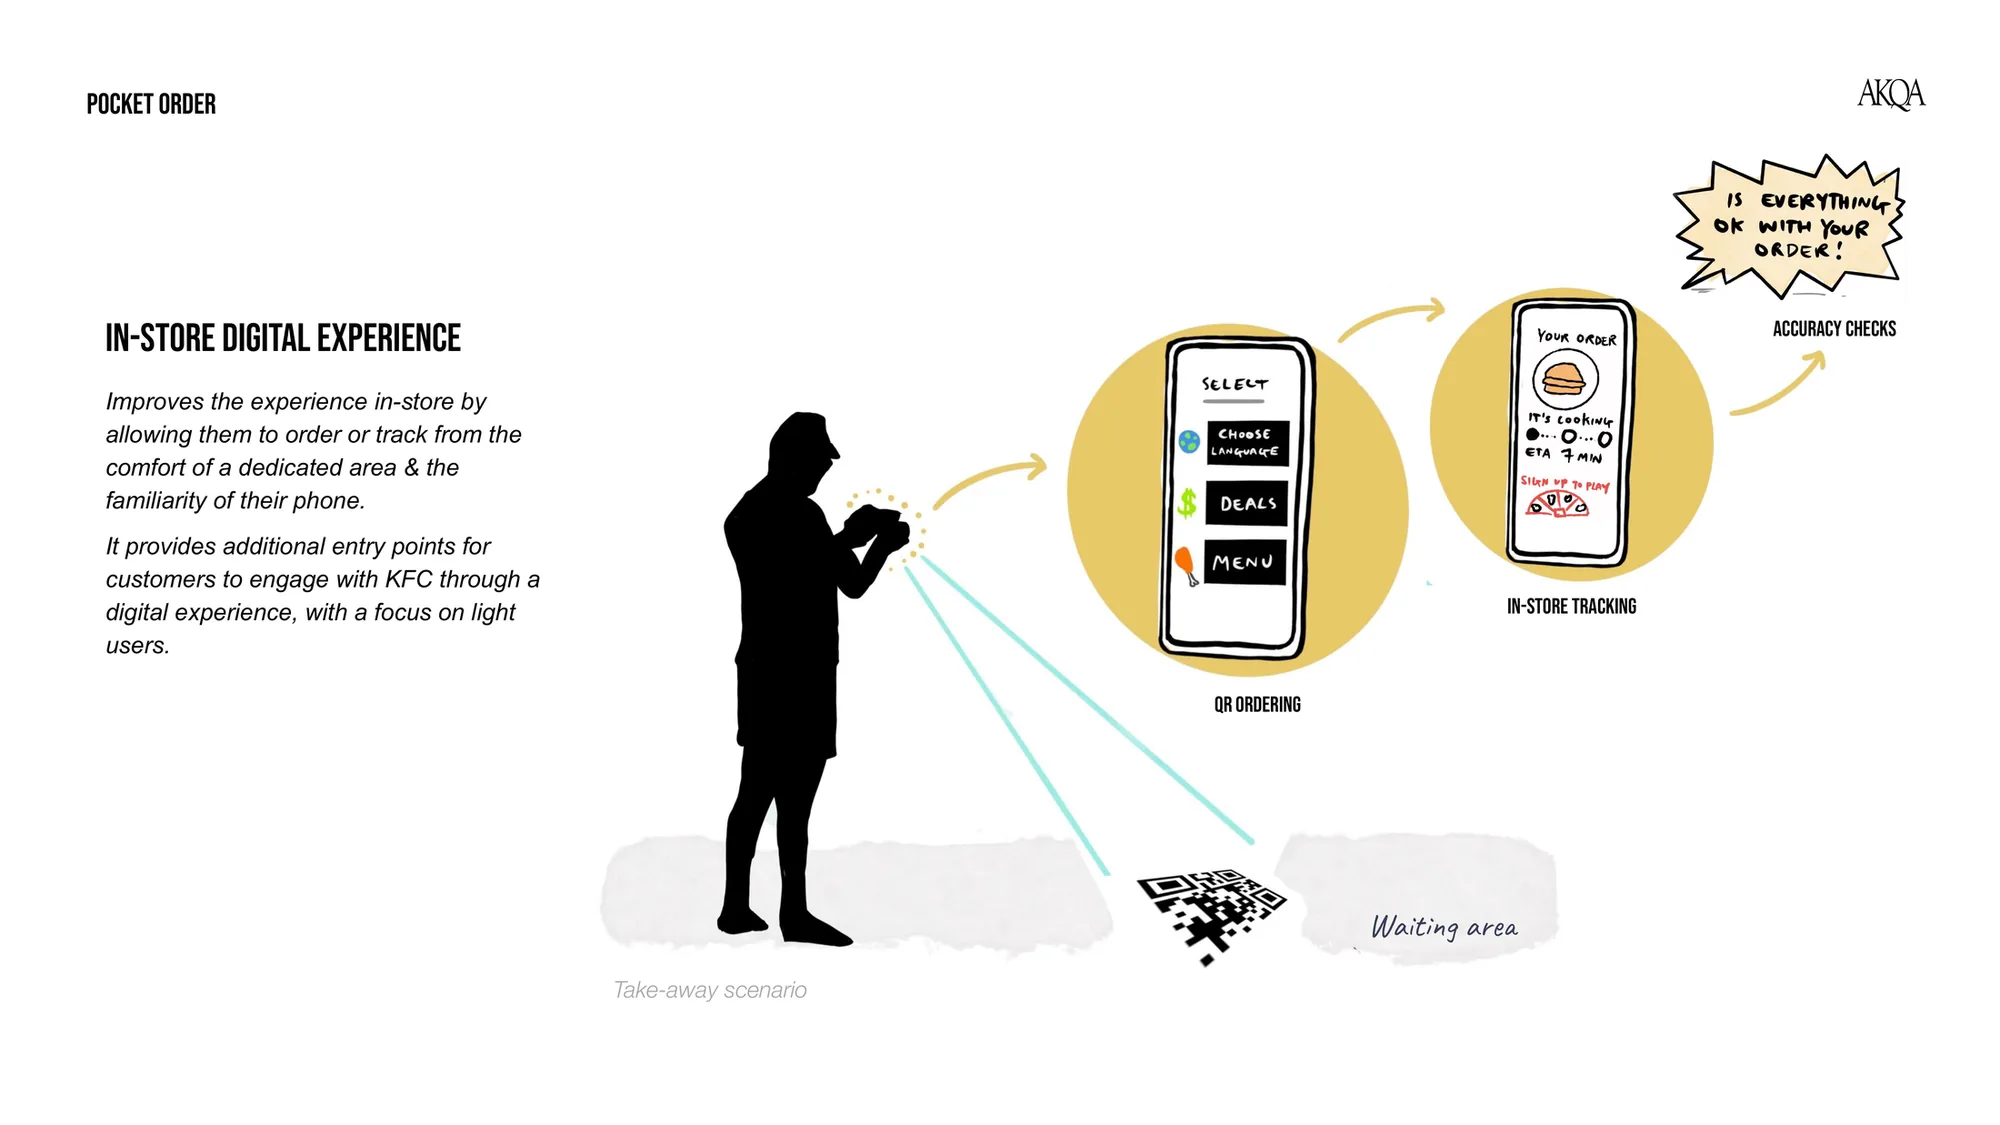 POCKET ORDER
AKQA
IN-STORE DIGITAL EXPERIENCE
Improves the experience in-store by
allowing them to order or track from the
comfort of a dedicated area & the
familiarity of their phone.
It provides additional entry points for
customers to engage with KFC through a
digital experience, with a focus on light
users.
SELECT
CHOOSE
LANGUAGE
DEALS
MENU
QR ORDERING
YOUR ORDER
IT'S LOOKING
ETA 7 MIN
SIGN UP TO PLAY
IN-STORE TRACKING
IS EVERYTHING
OK WITH YOUR
ORDER!
ACCURACY CHECKS
Waiting area
Take-away scenario